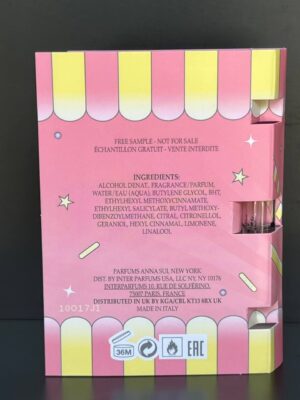 FREE SAMPLE - NOT FOR SALE
ÉCHANTILLON GRATUIT - VENTE INTERDITE
INGREDIENTS:
ALCOHOL DENAT., FRAGRANCE/PARFUM,
WATER/EAU (AQUA), BUTYLENE GLYCOL, BHT,
ETHYLHEXYL METHOXYCINNAMATE,
ETHYLHEXYL SALICYLATE, BUTYL METHOXY-
DIBENZOYLMETHANE, CITRAL, CITRONELLOL,
GERANIOL, HEXYL CINNAMAL, LIMONENE,
LINALOOL
PARFUMS ANNA SUI, NEW YORK
DIST. BY INTER PARFUMS USA, LLC NY, NY 10176
INTERPARFUMS 10, RUE DE SOLFÉRINO,
75007 PARIS, FRANCE
DISTRIBUTED IN UK BY KGA/CBL KT13 8BX UK
MADE IN ITALY
10017J1
36M
EAC